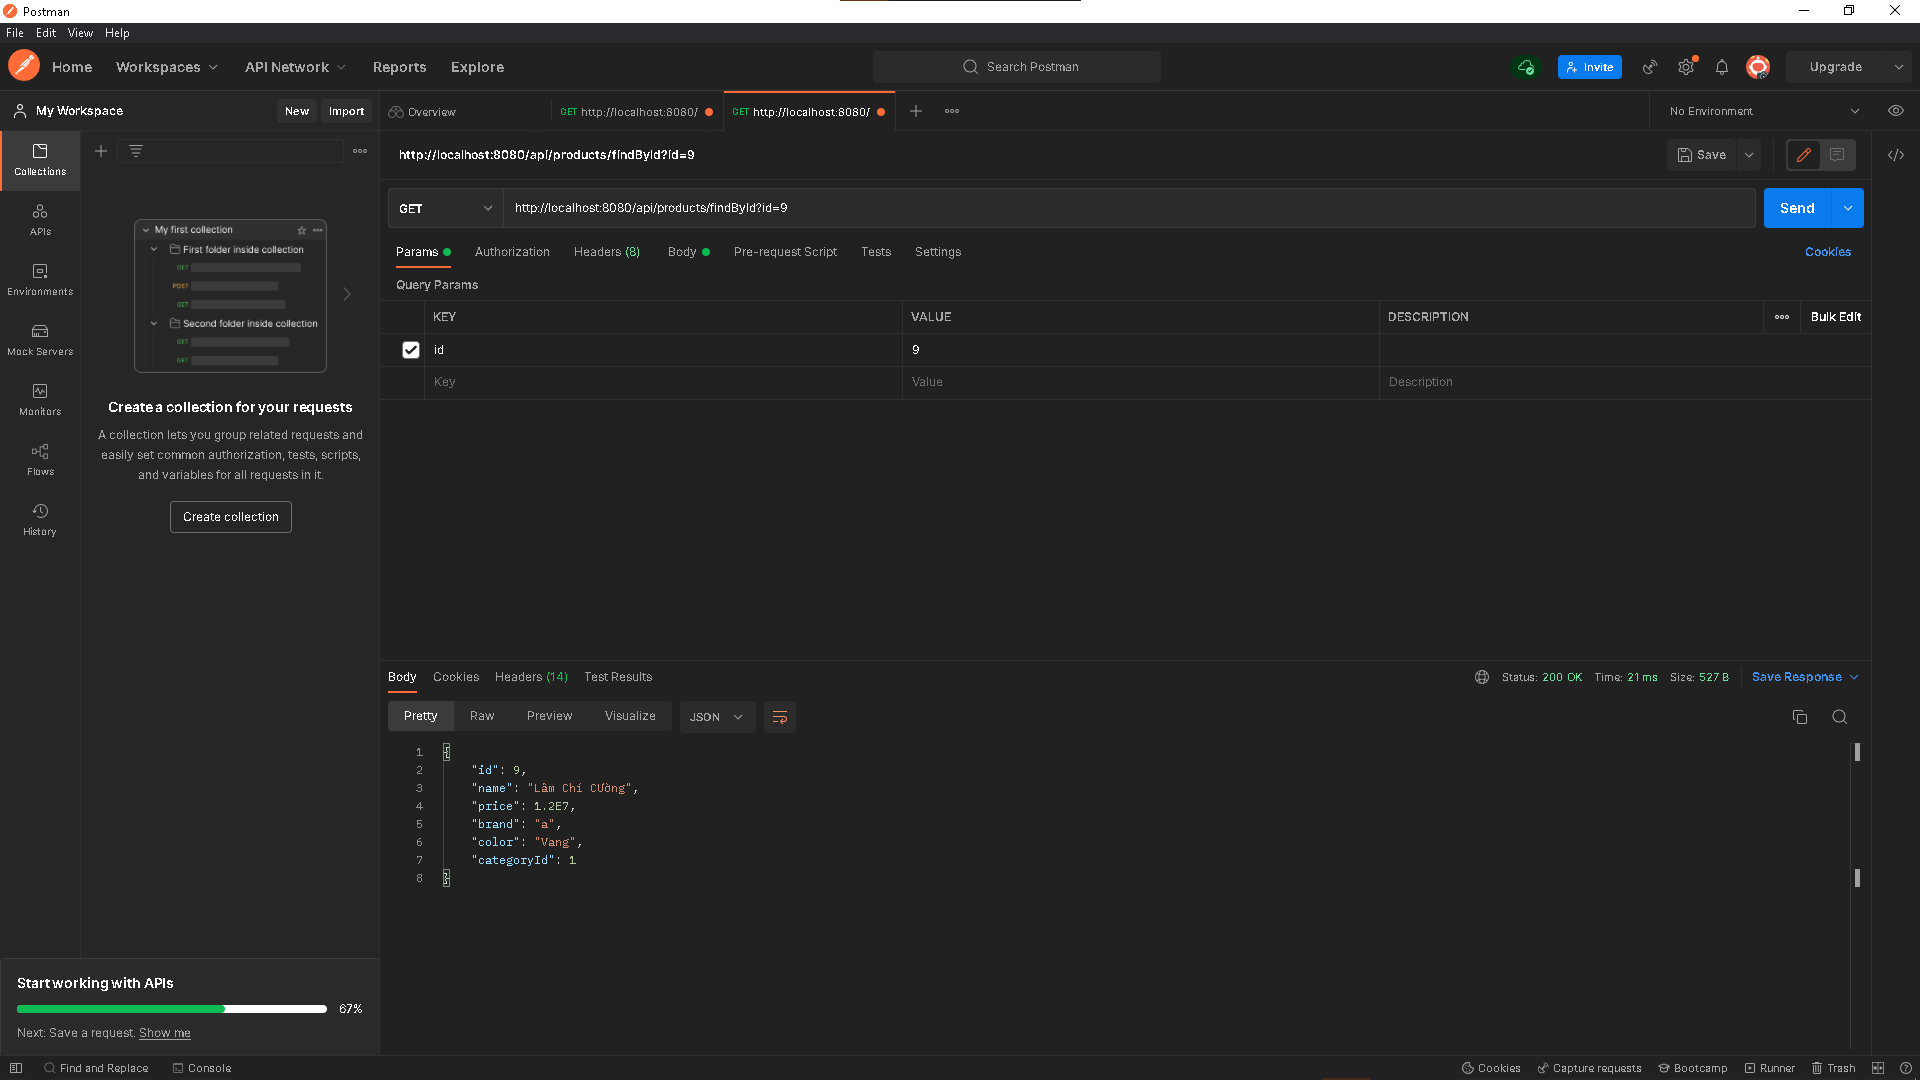 Postman
File Edit View Help
Home Workspaces API Network Reports Explore Search Postman Invite Upgrade
My Workspace New Import Overview GET http://localhost:8080/ GET http://localhost:8080/ No Environment
Collections
APIs
Environments
Mock Servers
Monitors
Flows
History
My first collection
First folder inside collection
GET
POST
GET
Second folder inside collection
GET
GET
Create a collection for your requests
A collection lets you group related requests and
easily set common authorization, tests, scripts,
and variables for all requests in it.
Create collection
Start working with APIs
67%
Next: Save a request. Show me
http://localhost:8080/api/products/findById?id=9 Save
GET http://localhost:8080/api/products/findById?id=9 Send
Params Authorization Headers (8) Body Pre-request Script Tests Settings Cookies
Query Params
KEY VALUE DESCRIPTION Bulk Edit
id 9
Key Value Description
Body Cookies Headers (14) Test Results Status: 200 OK Time: 21 ms Size: 527 B Save Response
Pretty Raw Preview Visualize JSON
1 {
2 "id": 9,
3 "name": "Lâm Chí CƯờng",
4 "price": 1.2E7,
5 "brand": "a",
6 "color": "Vang",
7 "categoryId": 1
8 }
Find and Replace Console Cookies Capture requests Bootcamp Runner Trash